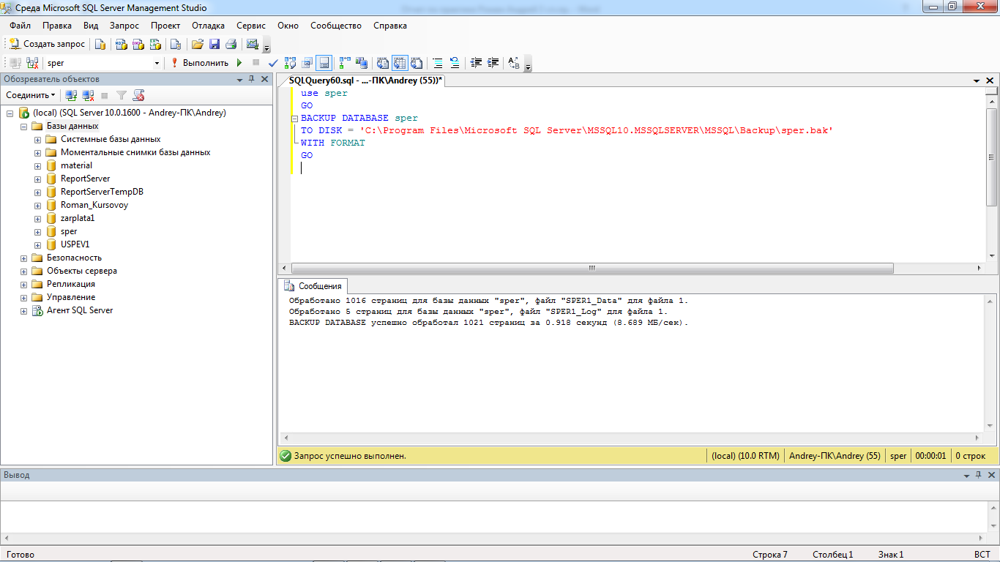 Среда Microsoft SQL Server Management Studio
Файл Правка Вид Запрос Проект Отладка Сервис Окно Сообщество Справка
Создать запрос
sper Выполнить
Обозреватель объектов
Соединить
(local) (SQL Server 10.0.1600 - Andrey-ПК\Andrey)
Базы данных
Системные базы данных
Моментальные снимки базы данных
material
ReportServer
ReportServerTempDB
Roman_Kursovoy
zarplata1
sper
USPEV1
Безопасность
Объекты сервера
Репликация
Управление
Агент SQL Server
SQLQuery60.sql - ...-ПК\Andrey (55))*
use sper
GO
BACKUP DATABASE sper
TO DISK = 'C:\Program Files\Microsoft SQL Server\MSSQL10.MSSQLSERVER\MSSQL\Backup\sper.bak'
WITH FORMAT
GO
Сообщения
Обработано 1016 страниц для базы данных "sper", файл "SPER1_Data" для файла 1.
Обработано 5 страниц для базы данных "sper", файл "SPER1_Log" для файла 1.
BACKUP DATABASE успешно обработал 1021 страниц за 0.918 секунд (8.689 МБ/сек).
Запрос успешно выполнен. (local) (10.0 RTM) Andrey-ПК\Andrey (55) sper 00:00:01 0 строк
Вывод
Готово Строка 7 Столбец 1 Знак 1 ВСТ